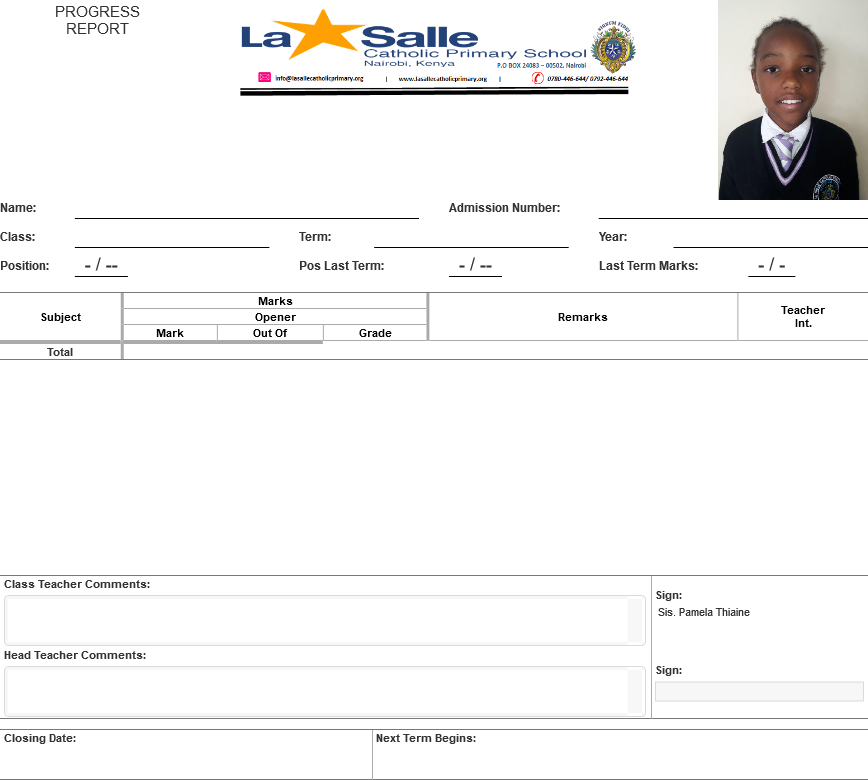 PROGRESS
REPORT
La Salle
Catholic Primary School
Nairobi, Kenya
P.O BOX 24083 – 00502, Nairobi
info@lasallecatholicprimary.org | www.lasallecatholicprimary.org | 0780-446-644/ 0792-446-644
Name: Admission Number:
Class: Term: Year:
Position: - / -- Pos Last Term: - / -- Last Term Marks: - / -
Marks
Opener
Subject Remarks Teacher Int.
Mark Out Of Grade
Total
Class Teacher Comments:
Sign:
Sis. Pamela Thiaine
Head Teacher Comments:
Sign:
Closing Date: Next Term Begins: